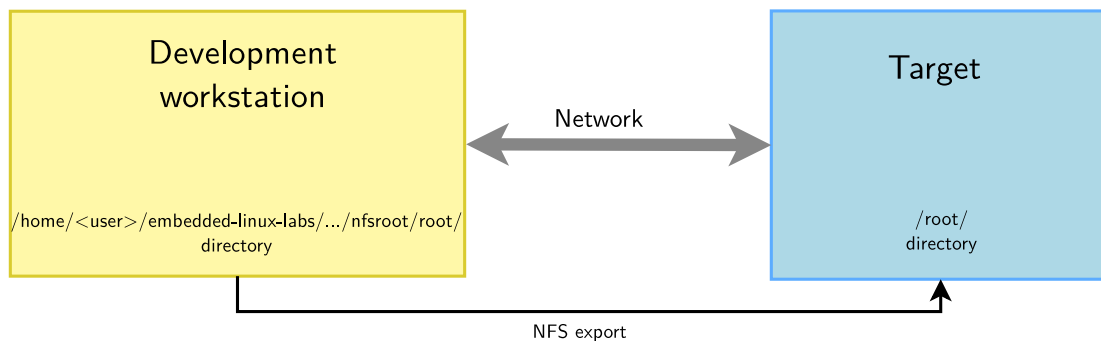 Development
workstation
/home/<user>/embedded-linux-labs/.../nfsroot/root/
directory
Network
Target
/root/
directory
NFS export